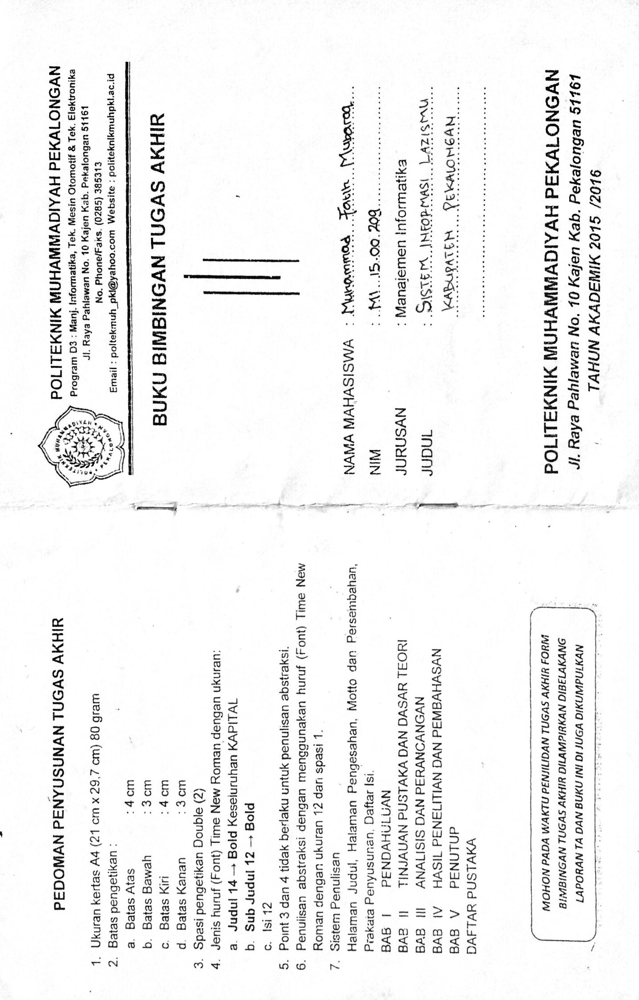 PEDOMAN PENYUSUNAN TUGAS AKHIR
1. Ukuran kertas A4 (21 cm x 29,7 cm) 80 gram
2. Batas pengetikan :
a. Batas Atas : 4 cm
b. Batas Bawah : 3 cm
c. Batas Kiri : 4 cm
d. Batas Kanan : 3 cm
3. Spasi pengetikan Double (2)
4. Jenis huruf (Font) Time New Roman dengan ukuran:
a. Judul 14 → Bold Keseluruhan KAPITAL
b. Sub Judul 12 → Bold
c. Isi 12
5. Point 3 dan 4 tidak berlaku untuk penulisan abstraksi.
6. Penulisan abstraksi dengan menggunakan huruf (Font) Time New
Roman dengan ukuran 12 dan spasi 1.
7. Sistem Penulisan
Halaman Judul, Halaman Pengesahan, Motto dan Persembahan,
Prakata Penyusunan, Daftar Isi.
BAB I PENDAHULUAN
BAB II TINJAUAN PUSTAKA DAN DASAR TEORI
BAB III ANALISIS DAN PERANCANGAN
BAB IV HASIL PENELITIAN DAN PEMBAHASAN
BAB V PENUTUP
DAFTAR PUSTAKA
MOHON PADA WAKTU PENJILIDAN TUGAS AKHIR FORM
BIMBINGAN TUGAS AKHIR DILAMPIRKAN DIBELAKANG
LAPORAN TA DAN BUKU INI DI JUGA DIKUMPULKAN
POLITEKNIK MUHAMMADIYAH PEKALONGAN
POLITEKNIK MUHAMMADIYAH PEKALONGAN
Program D3 : Manj. Informatika, Tek. Mesin Otomotif & Tek. Elektronika
Jl. Raya Pahlawan No. 10 Kajen Kab. Pekalongan 51161
No. Phone/Faks. (0285) 385313
Email : poltekmuh_pkl@yahoo.com Website : politeknikmuhpkl.ac.id
BUKU BIMBINGAN TUGAS AKHIR
NAMA MAHASISWA : Muhammad Fatih Mubaraq
NIM : MI. 15.00.209
JURUSAN : Manajemen Informatika
JUDUL : SISTEM INFORMASI LAZISMU
KABUPATEN PEKALONGAN
POLITEKNIK MUHAMMADIYAH PEKALONGAN
Jl. Raya Pahlawan No. 10 Kajen Kab. Pekalongan 51161
TAHUN AKADEMIK 2015 /2016